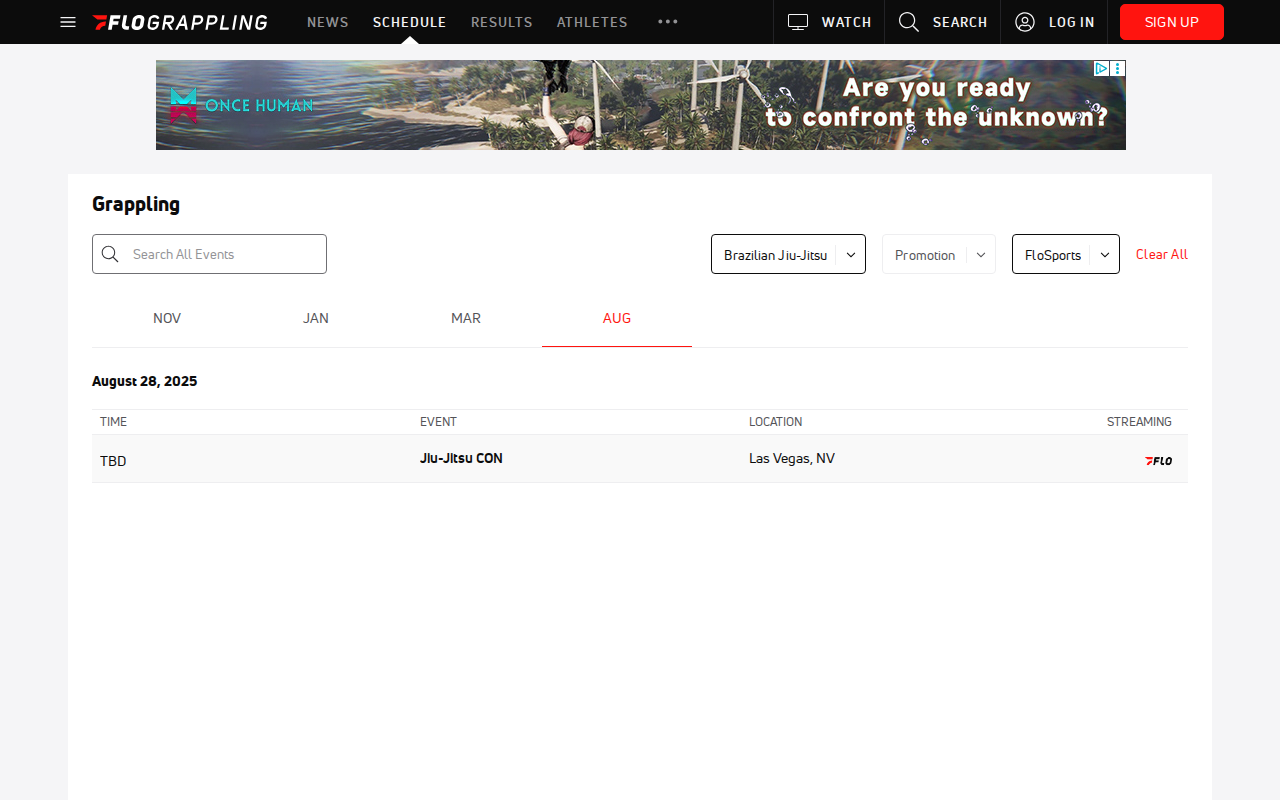 FLOGRAPPLING
NEWS
SCHEDULE
RESULTS
ATHLETES
WATCH
SEARCH
LOG IN
SIGN UP
ONCE HUMAN
Are you ready
to confront the unknown?
Grappling
Search All Events
Brazilian Jiu-Jitsu
Promotion
FloSports
Clear All
NOV
JAN
MAR
AUG
August 28, 2025
TIME
EVENT
LOCATION
STREAMING
TBD
Jiu-Jitsu CON
Las Vegas, NV
FLO